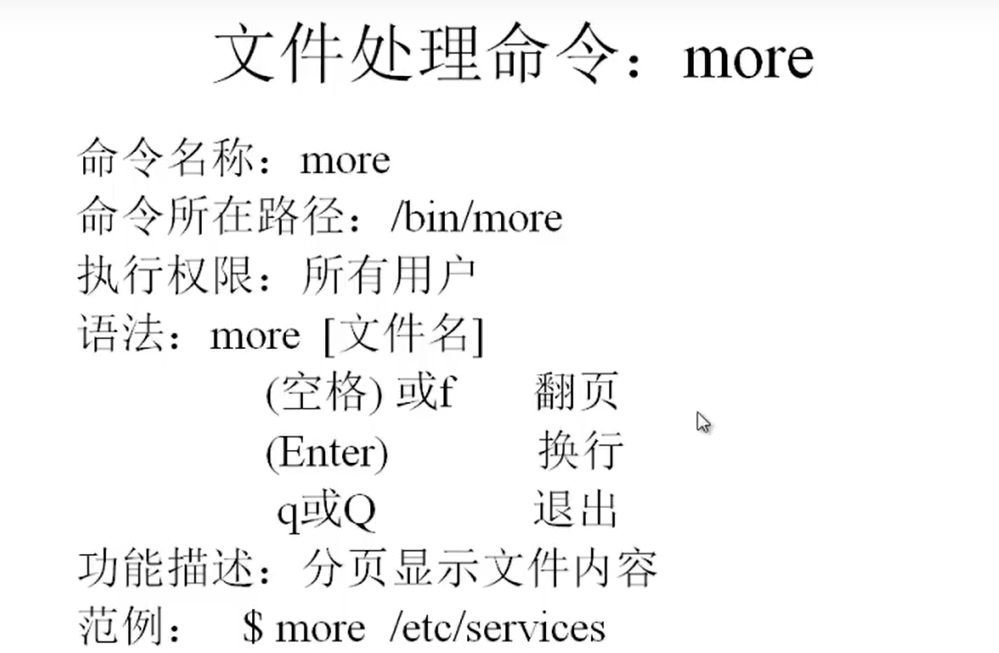 文件处理命令：more
命令名称：more
命令所在路径：/bin/more
执行权限：所有用户
语法：more [文件名]
(空格) 或f 翻页
(Enter) 换行
q或Q 退出
功能描述：分页显示文件内容
范例： $ more /etc/services